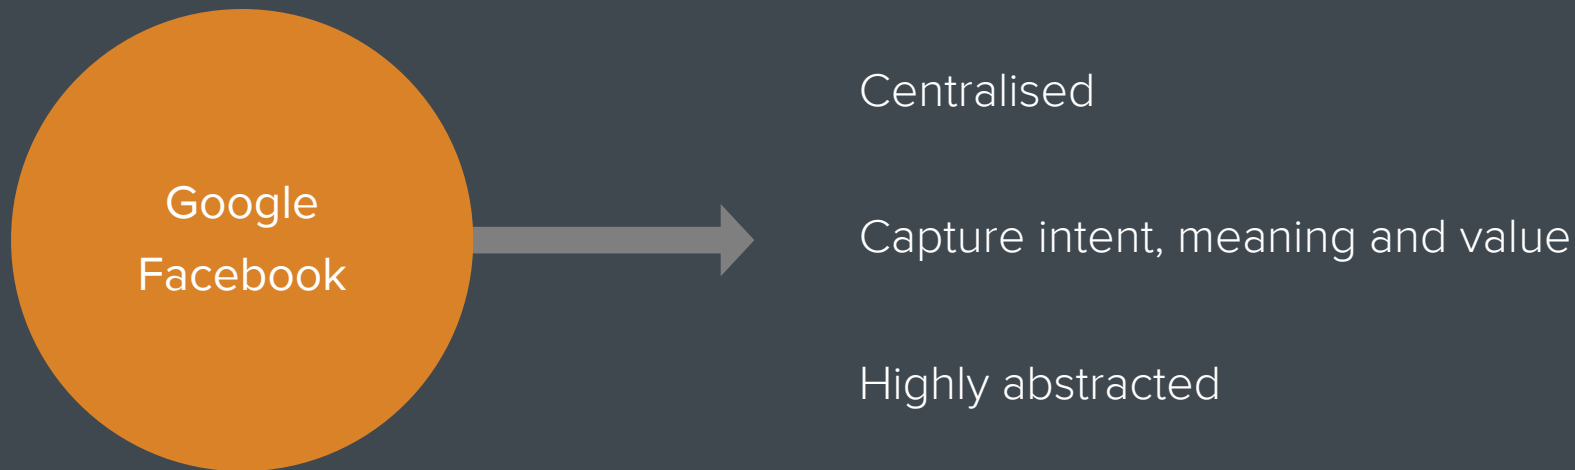 Google
Facebook
Centralised
Capture intent, meaning and value
Highly abstracted